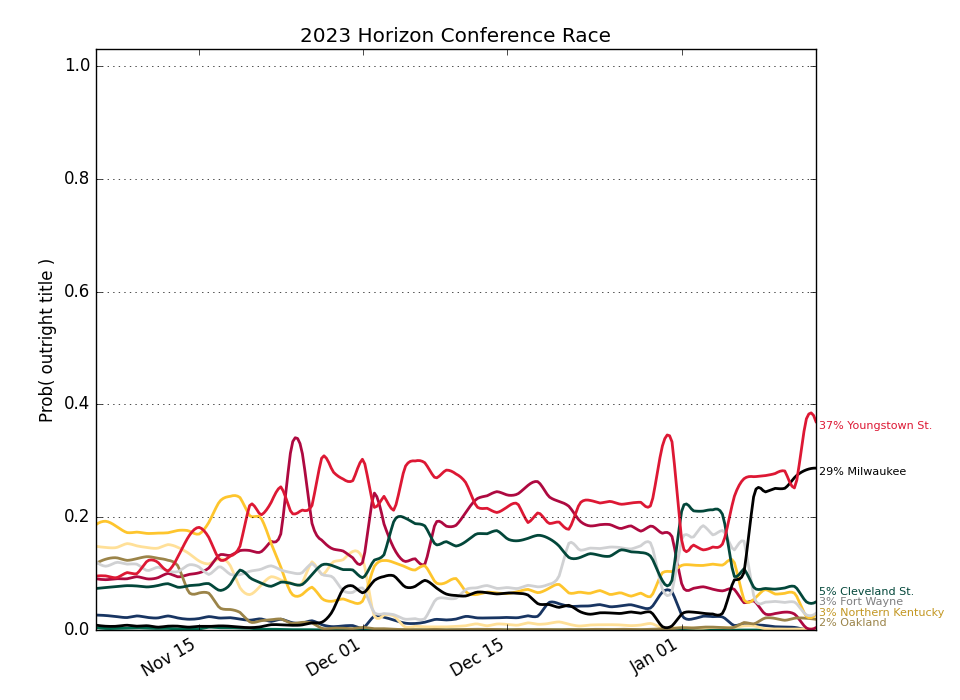 2023 Horizon Conference Race
Prob( outright title )
1.0
0.8
0.6
0.4
0.2
0.0
Nov 15
Dec 01
Dec 15
Jan 01
37% Youngstown St.
29% Milwaukee
5% Cleveland St.
3% Fort Wayne
3% Northern Kentucky
2% Oakland